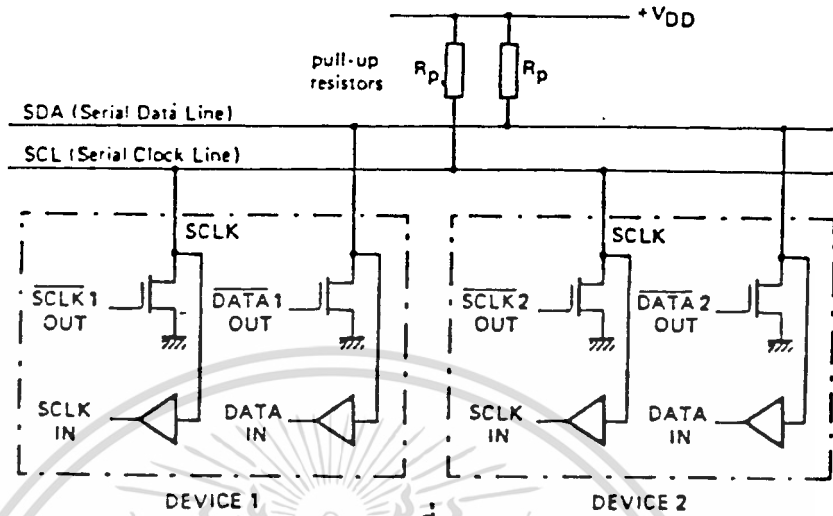 +VDD
pull-up
resistors
Rp
Rp
SDA (Serial Data Line)
SCL (Serial Clock Line)
SCLK
SCLK
SCLK1
OUT
DATA1
OUT
SCLK2
OUT
DATA2
OUT
SCLK
IN
DATA
IN
SCLK
IN
DATA
IN
DEVICE 1
DEVICE 2